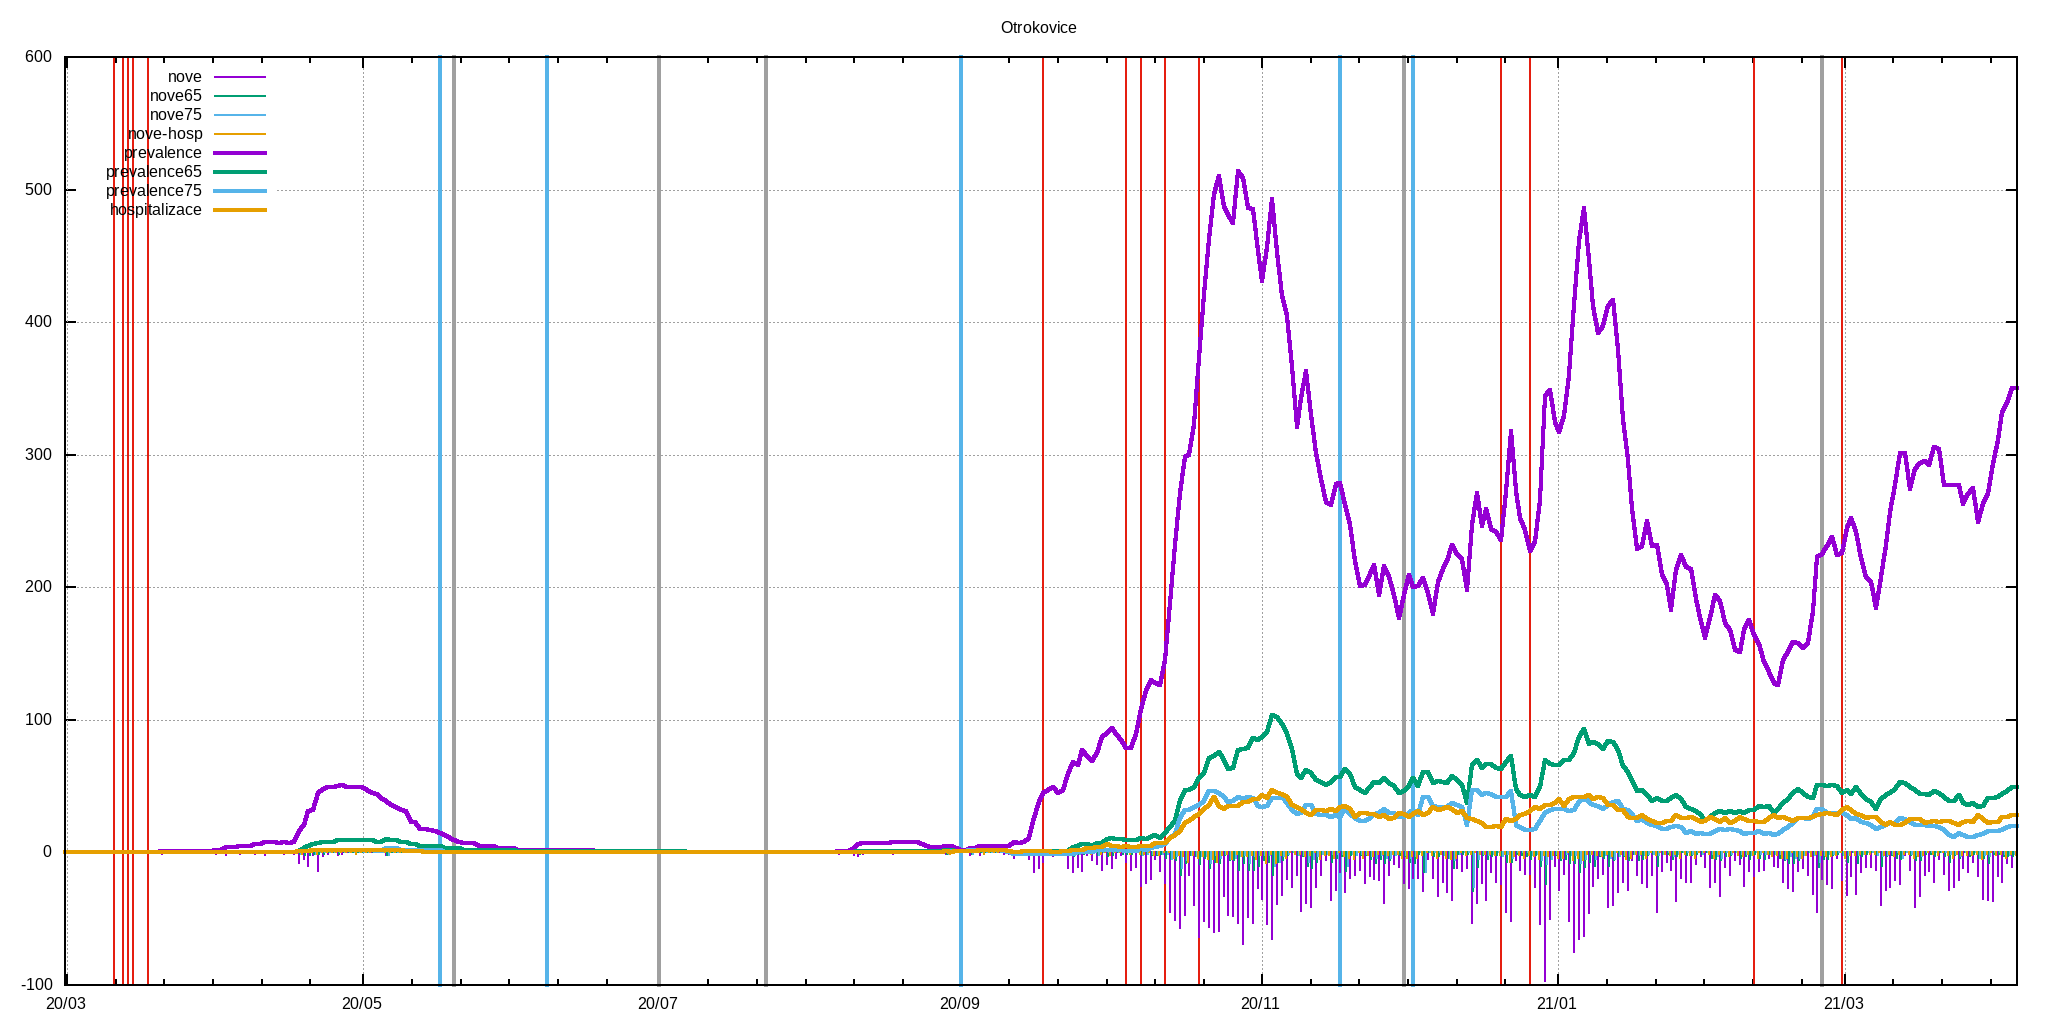 Otrokovice
600
500
400
300
200
100
0
-100
nove
nove65
nove75
nove-hosp
prevalence
prevalence65
prevalence75
hospitalizace
20/03 20/05 20/07 20/09 20/11 21/01 21/03